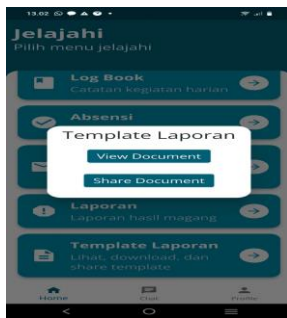 13.02
Jelajahi
Pilih menu jelajahi
Log Book
Catatan kegiatan harian
Absensi
Template Laporan
View Document
Share Document
Laporan
Laporan hasil magang
Template Laporan
Lihat, download, dan
share template
Home
Chat
Profile